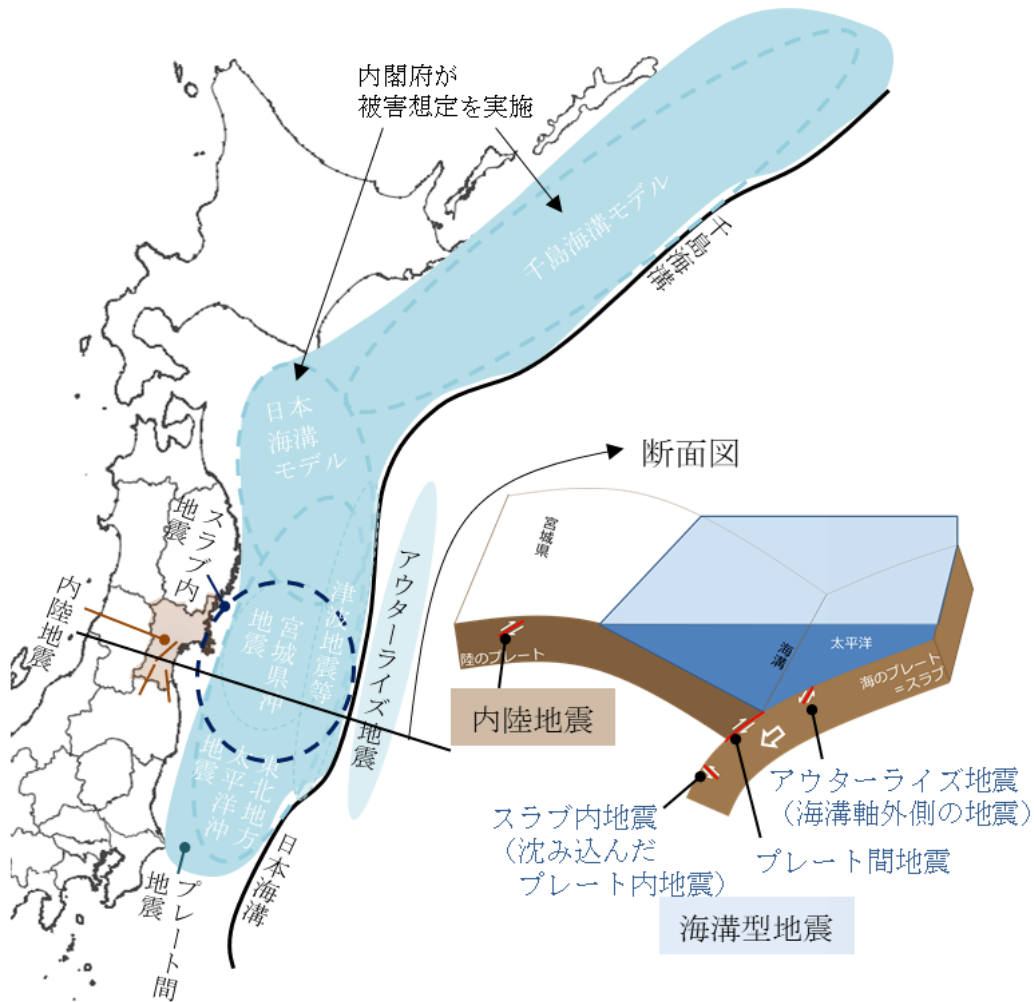 内閣府が
被害想定を実施
千島海溝モデル
千島海溝
日本
海溝
モデル
断面図
スラブ内
地震
内陸地震
アウターライズ地震
津波地震等
宮城県沖
地震
東北地方
太平洋沖
地震
日本海溝
プレート間
地震
宮城県
陸のプレート
海溝
太平洋
海のプレート
=スラブ
内陸地震
アウターライズ地震
(海溝軸外側の地震)
スラブ内地震
(沈み込んだ
プレート内地震)
プレート間地震
海溝型地震